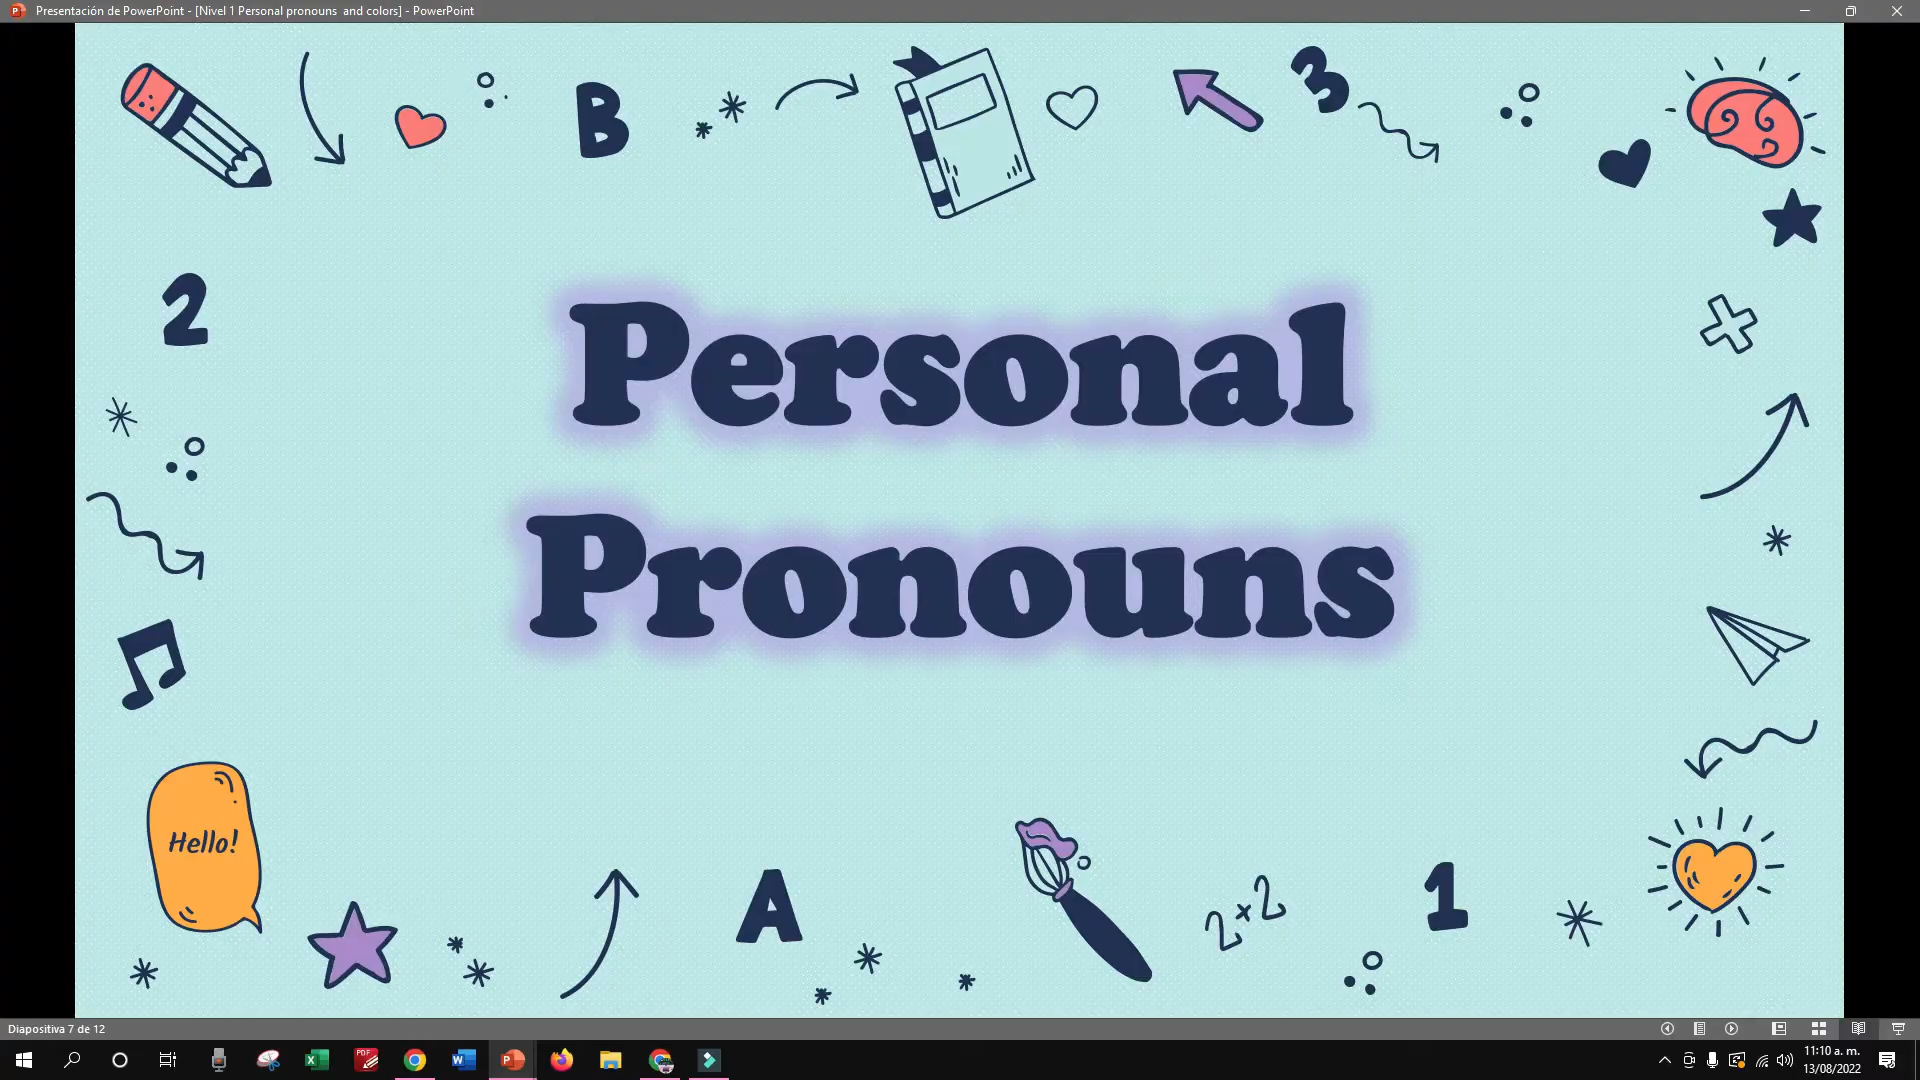 Presentación de PowerPoint - [Nivel 1 Personal pronouns  and colors] - PowerPoint
B
3
2
Personal
Pronouns
Hello!
A
2x2
1
Diapositiva 7 de 12
PDF
11:10 a. m.
13/08/2022